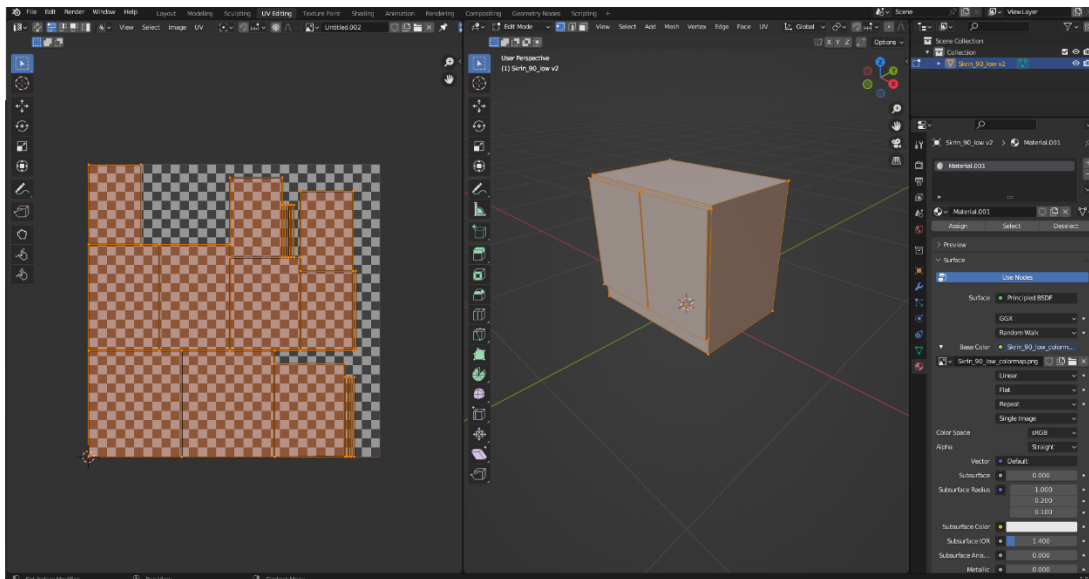 File Edit Render Window Help Layout Modeling Sculpting UV Editing Texture Paint Shading Animation Rendering Compositing Geometry Nodes Scripting + Scene ViewLayer
View Select Image UV Untitled.002
Edit Mode View Select Add Mesh Vertex Edge Face UV Global
X Y Z Options
User Perspective
(1) Skrin_90_low v2
Z
Y
X
Scene Collection
Collection
Skrin_90_low v2
Skrin_90_low v2 > Material.001
Material.001
Material.001
Assign Select Deselect
Preview
Surface
Use Nodes
Surface Principled BSDF
GGX
Random Walk
Base Color Skrin_90_low_colorm...
Skrin_90_low_colormap.png
Linear
Flat
Repeat
Single Image
Color Space sRGB
Alpha Straight
Vector Default
Subsurface 0.000
Subsurface Radius 1.000
0.200
0.100
Subsurface Color
Subsurface IOR 1.400
Subsurface Anis... 0.000
Metallic 0.000